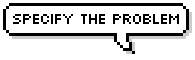 SPECIFY THE PROBLEM